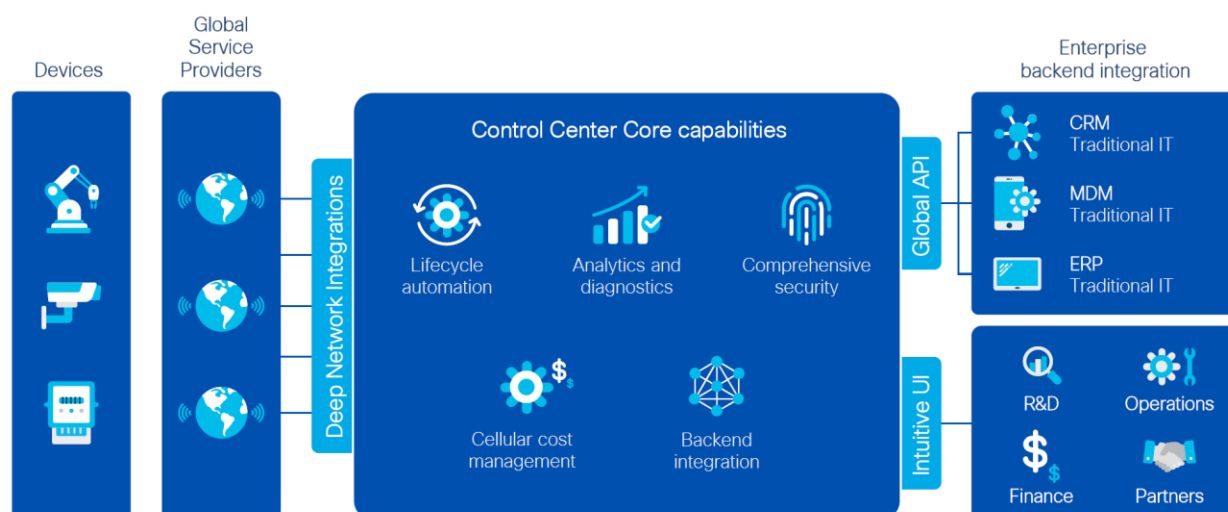 Devices
Global
Service
Providers
Deep Network Integrations
Control Center Core capabilities
Lifecycle
automation
Analytics and
diagnostics
Comprehensive
security
Cellular cost
management
$
$
Backend
integration
Global API
Intuitive UI
Enterprise
backend integration
CRM
Traditional IT
MDM
Traditional IT
ERP
Traditional IT
R&D
Operations
$
$
Finance
Partners